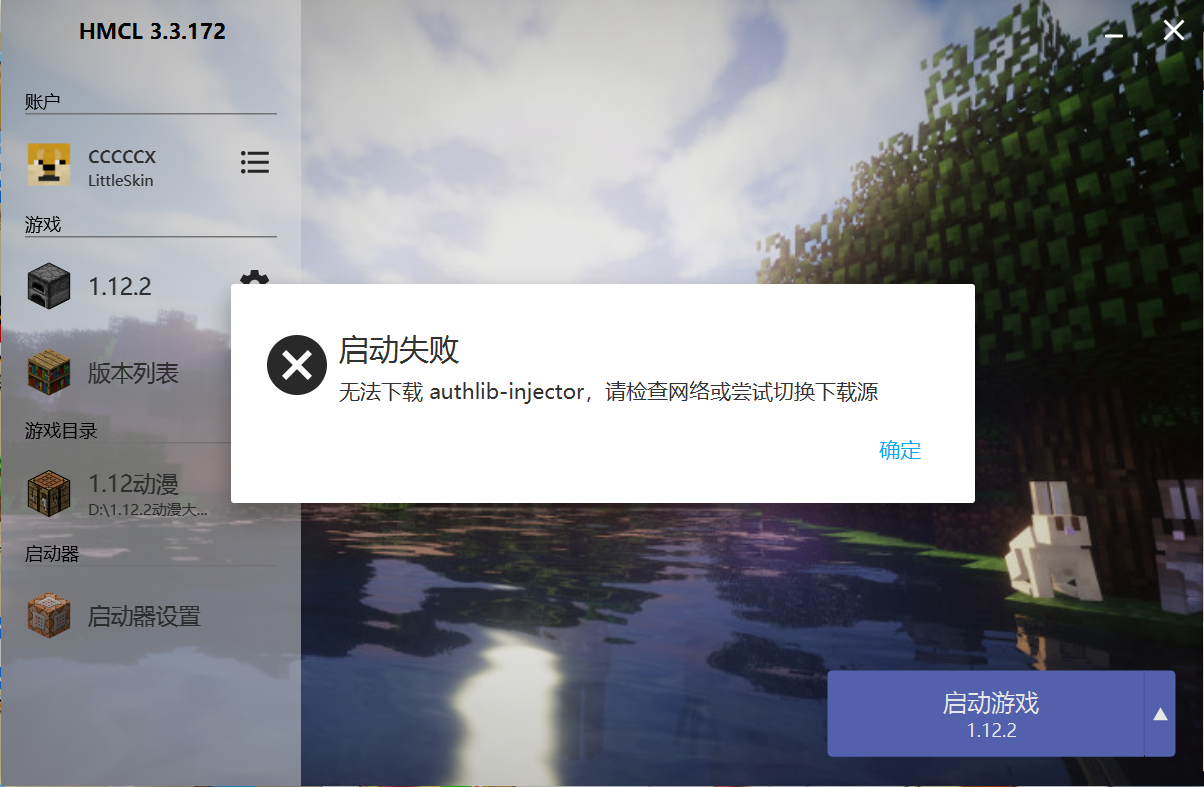 HMCL 3.3.172
账户
CCCCCX
LittleSkin
游戏
1.12.2
版本列表
游戏目录
1.12动漫
D:\1.12.2动漫大...
启动器
启动器设置
启动失败
无法下载 authlib-injector，请检查网络或尝试切换下载源
确定
启动游戏
1.12.2